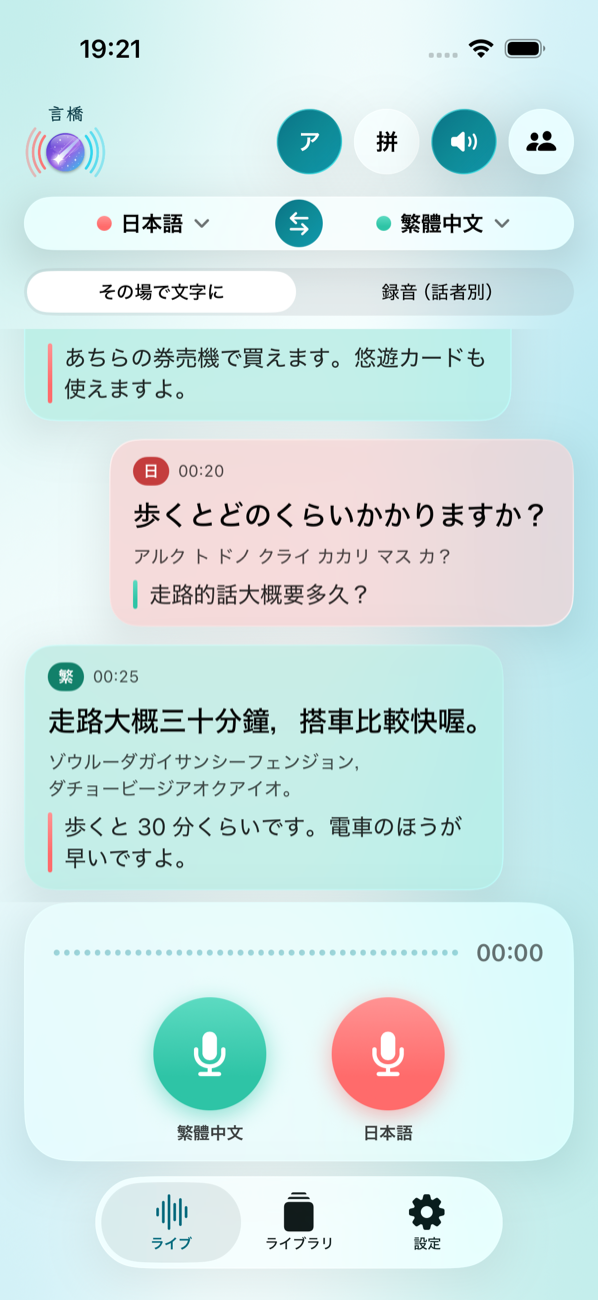 19:21
言橋
ア
拼
日本語
繁體中文
その場で文字に
録音（話者別）
あちらの券売機で買えます。悠遊カードも
使えますよ。
日 00:20
歩くとどのくらいかかりますか？
アルク ト ドノ クライ カカリ マス カ？
走路的話大概要多久？
繁 00:25
走路大概三十分鐘，搭車比較快喔。
ゾウルーダガイサンシーフェンジョン，
ダチョービージアオクアイオ。
歩くと 30 分くらいです。電車のほうが
早いですよ。
00:00
繁體中文
日本語
ライブ
ライブラリ
設定